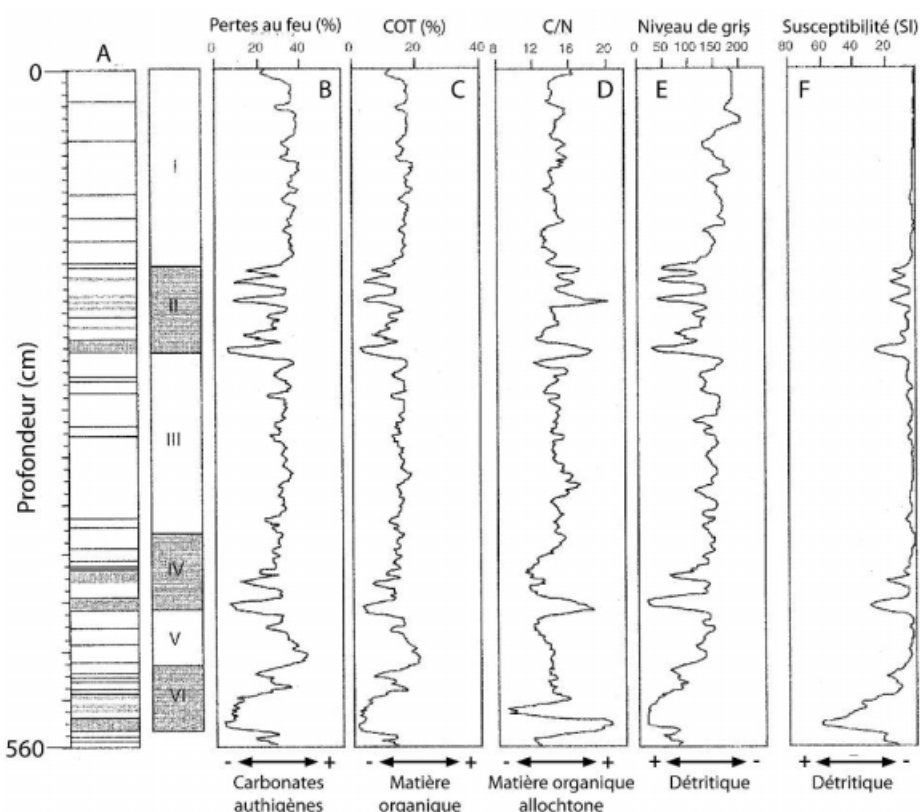 Pertes au feu (%) COT (%) C/N Niveau de gris Susceptibilité (SI)
0 20 40 0 40 8 12 16 20 0 50 100 150 200 80 60 40 20
A B C D E F
0
I
II
III
IV
V
VI
560
Profondeur (cm)
- + - + - + + - + - -
Carbonates Matière Matière organique Détritique Détritique
authigènes organique allochtone